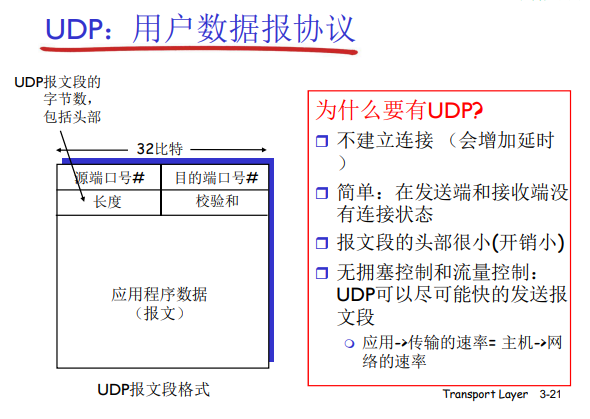 UDP：用户数据报协议
UDP报文段的
字节数，
包括头部
32比特
源端口号# 目的端口号#
长度 校验和
应用程序数据
（报文）
UDP报文段格式
为什么要有UDP?
不建立连接 （会增加延时
）
简单：在发送端和接收端没
有连接状态
报文段的头部很小(开销小)
无拥塞控制和流量控制：
UDP可以尽可能快的发送报
文段
应用->传输的速率= 主机->网
络的速率
Transport Layer 3-21